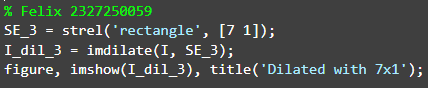 % Felix 2327250059
SE_3 = strel('rectangle', [7 1]);
I_dil_3 = imdilate(I, SE_3);
figure, imshow(I_dil_3), title('Dilated with 7x1');